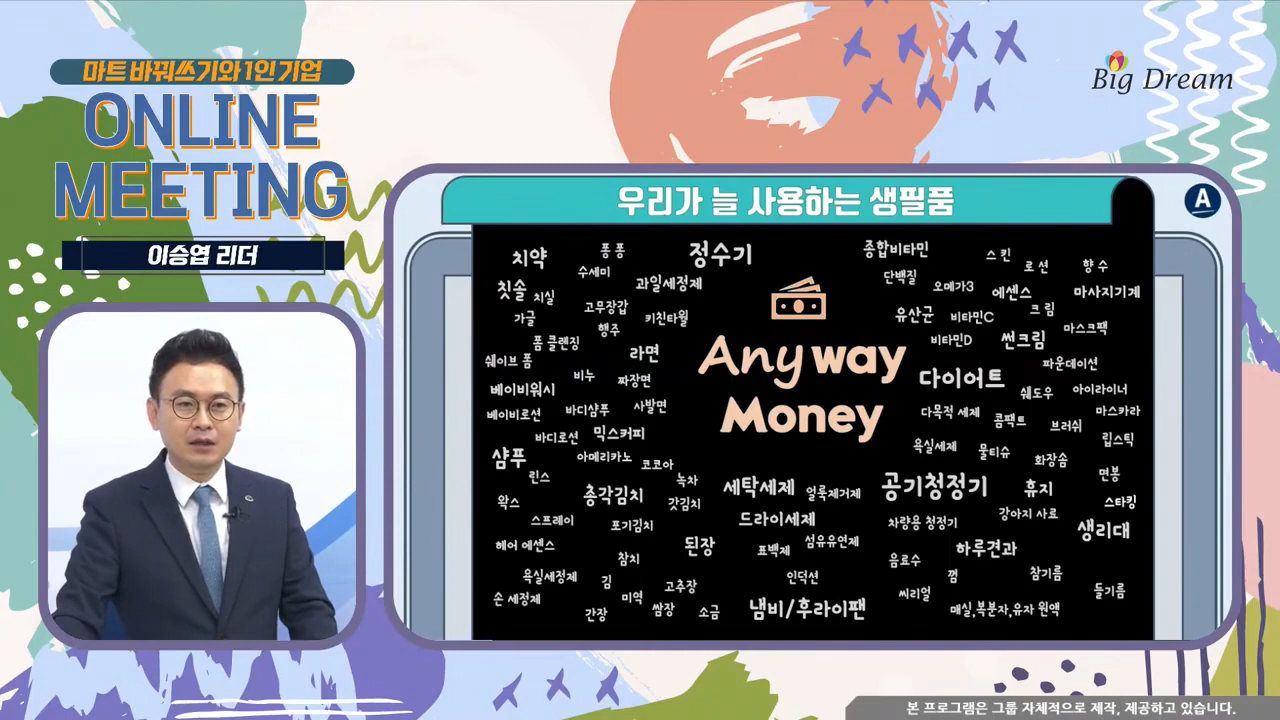 마트 바꿔쓰기와 1인 기업
ONLINE
MEETING
이승엽 리더
Big Dream
우리가 늘 사용하는 생필품
A
치약
퐁퐁
정수기
종합비타민
스킨
로션
향수
수세미
칫솔
치실
과일세정제
단백질
오메가3
에센스
마사지기계
가글
고무장갑
키친타월
유산균
비타민C
크림
행주
폼 클렌징
비타민D
썬크림
마스크팩
쉐이브 폼
라면
Any way
Money
파운데이션
베이비워시
비누
짜장면
다이어트
쉐도우
아이라이너
베이비로션
바디샴푸
사발면
다목적 세제
콤팩트
브러쉬
마스카라
바디로션
믹스커피
욕실세제
물티슈
립스틱
샴푸
아메리카노
코코아
화장솜
린스
녹차
세탁세제
얼룩제거제
공기청정기
휴지
면봉
왁스
총각김치
갓김치
스타킹
스프레이
포기김치
드라이세제
차량용 청정기
강아지 사료
생리대
헤어 에센스
된장
표백제
섬유유연제
하루견과
참치
음료수
욕실세정제
김
고추장
인덕션
껌
참기름
손 세정제
미역
씨리얼
들기름
간장
쌈장
소금
냄비/후라이팬
매실,복분자,유자 원액
본 프로그램은 그룹 자체적으로 제작, 제공하고 있습니다.